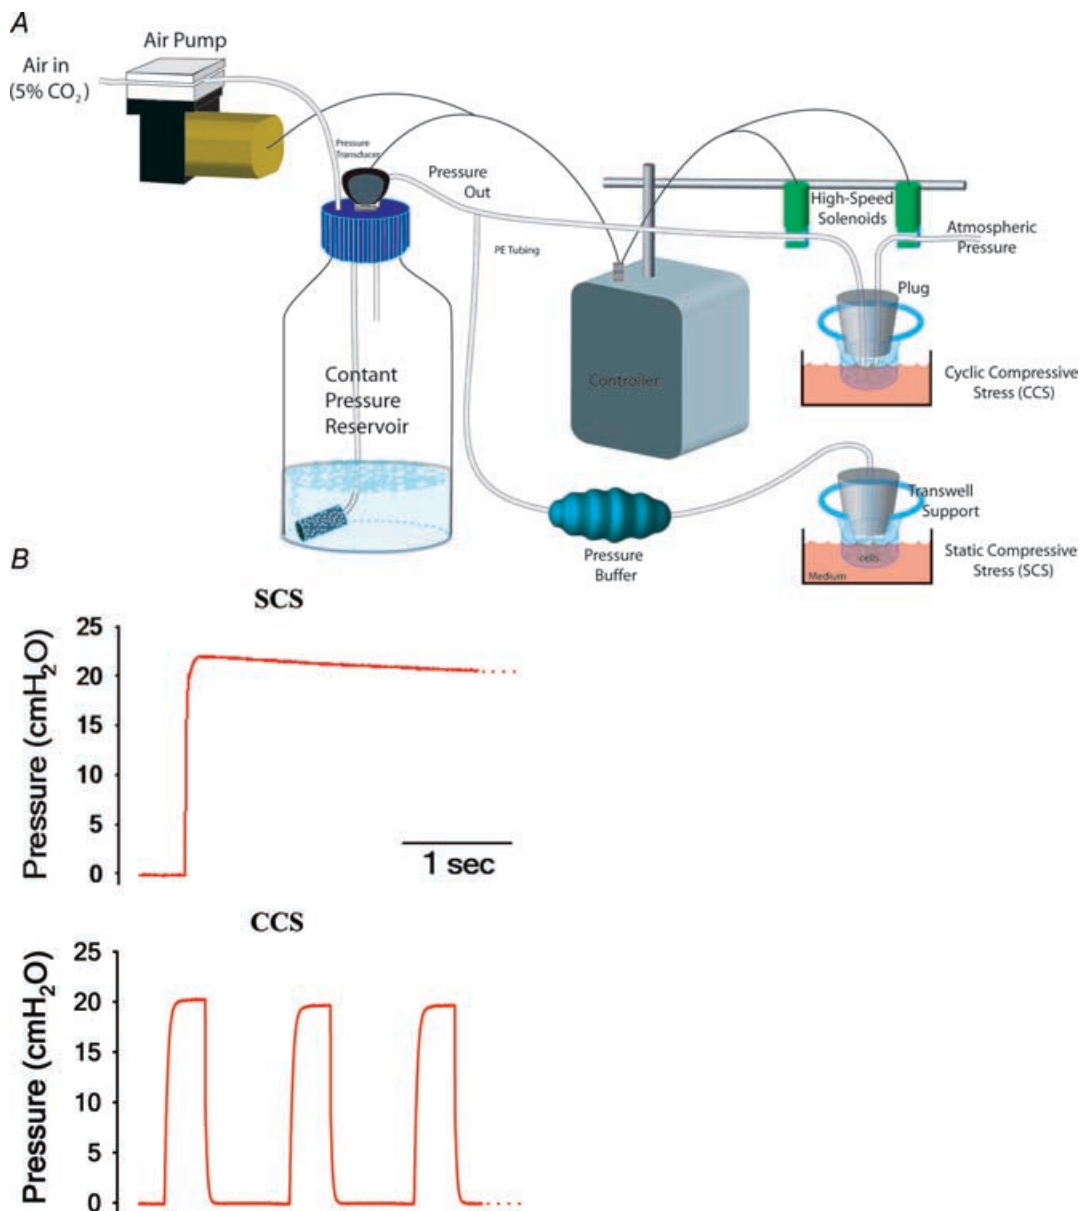 A
Air Pump
Air in
(5% CO2)
Pressure
Transducer
Pressure
Out
PE Tubing
High-Speed
Solenoids
Atmospheric
Pressure
Plug
Contant
Pressure
Reservoir
Controller
Cyclic Compressive
Stress (CCS)
Transwell
Support
cells
Medium
Static Compressive
Stress (SCS)
Pressure
Buffer
B
SCS
Pressure (cmH2O)
25
20
15
10
5
0
1 sec
CCS
Pressure (cmH2O)
25
20
15
10
5
0